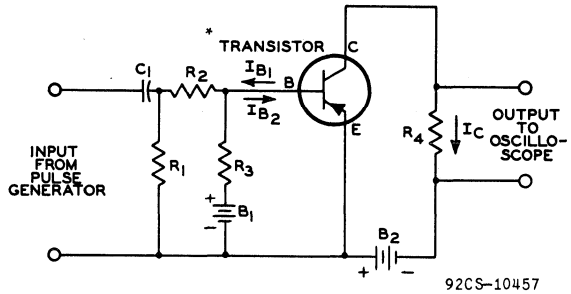 *
TRANSISTOR
C
C1
R2
IB1
B
IB2
E
INPUT
FROM
PULSE
GENERATOR
R1
R3
+
B1
-
R4
IC
OUTPUT
TO
OSCILLO-
SCOPE
B2
+ -
92CS-10457